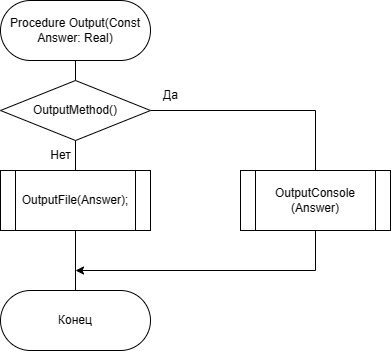 Procedure Output(Const
Answer: Real)
OutputMethod()
Да
Нет
OutputFile(Answer);
OutputConsole
(Answer)
Конец